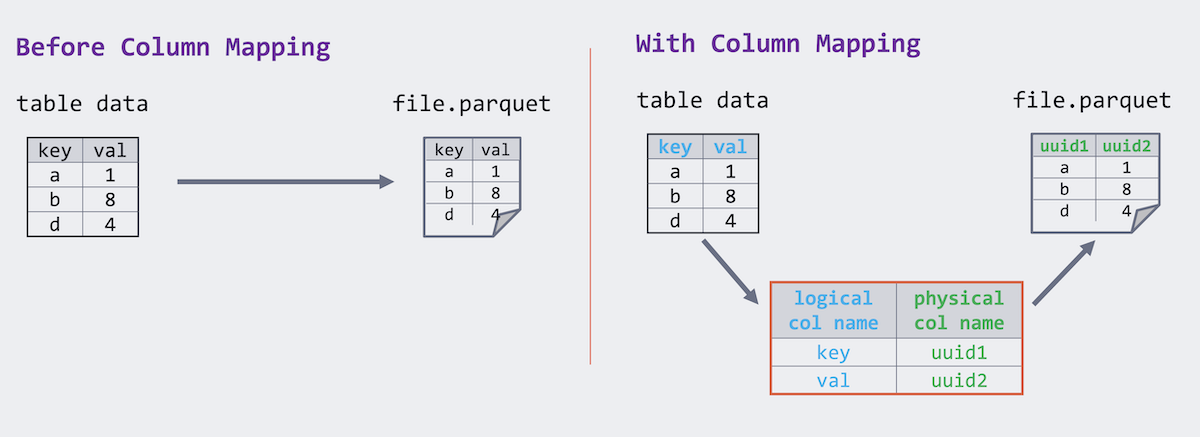 Before Column Mapping
table data
file.parquet
key val
a 1
b 8
d 4
key val
a 1
b 8
d 4
With Column Mapping
table data
file.parquet
key val
a 1
b 8
d 4
uuid1 uuid2
a 1
b 8
d 4
logical physical
col name col name
key uuid1
val uuid2